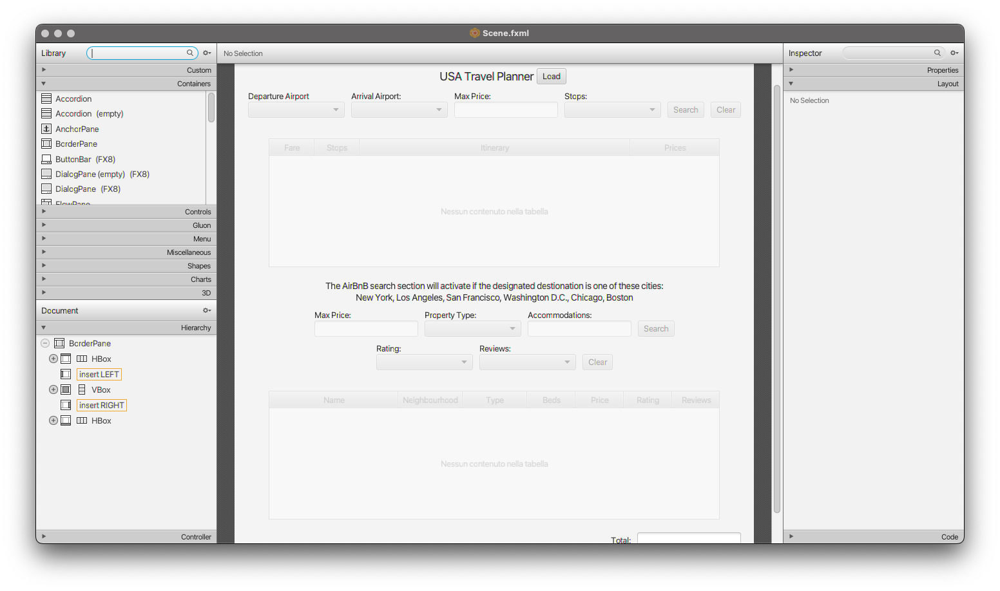 Scene.fxml
Library
Custom
Containers
Accordion
Accordion (empty)
AnchorPane
BorderPane
ButtonBar (FX8)
DialogPane (empty) (FX8)
DialogPane (FX8)
FlowPane
Controls
Gluon
Menu
Miscellaneous
Shapes
Charts
3D
Document
Hierarchy
BorderPane
HBox
insert LEFT
VBox
insert RIGHT
HBox
Controller
No Selection
USA Travel Planner Load
Departure Airport Arrival Airport: Max Price: Stops:
Search Clear
Fare Stops Itinerary Prices
Nessun contenuto nella tabella
The AirBnB search section will activate if the designated destionation is one of these cities:
New York, Los Angeles, San Francisco, Washington D.C., Chicago, Boston
Max Price: Property Type: Accommodations:
Search
Rating: Reviews:
Clear
Name Neighbourhood Type Beds Price Rating Reviews
Nessun contenuto nella tabella
Total:
Inspector
Properties
Layout
No Selection
Code